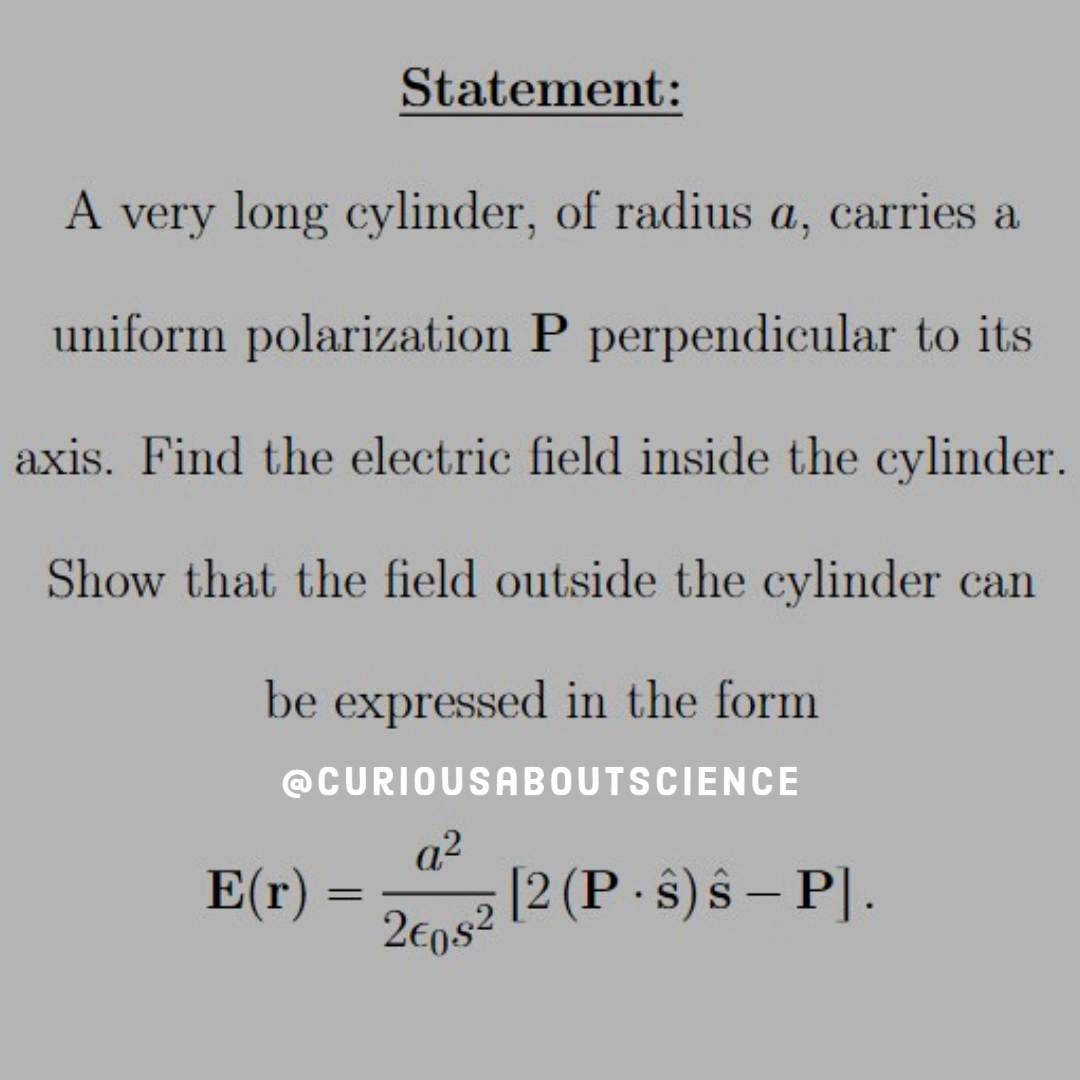 Statement:
A very long cylinder, of radius a, carries a
uniform polarization P perpendicular to its
axis. Find the electric field inside the cylinder.
Show that the field outside the cylinder can
be expressed in the form
@CURIOUSABOUTSCIENCE
E(r) = a²/(2ϵ₀s²) [2 (P · ŝ) ŝ − P] .